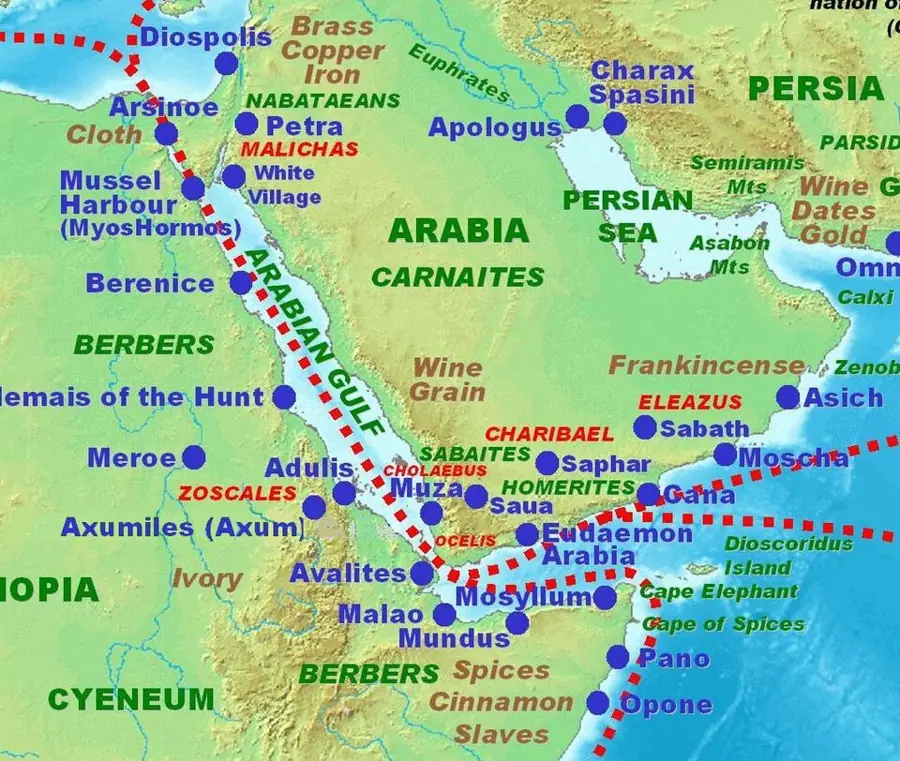 nation of
(
Diospolis
Brass
Copper
Iron
Euphrates
Charax
Spasini
PERSIA
Arsinoe
NABATAEANS
Cloth
Petra
Apologus
MALICHAS
PARSID
Semiramis
Mts
White
Village
Mussel
Harbour
(MyosHormos)
PERSIAN
SEA
Wine
Dates
Gold
G
ARABIA
CARNAITES
Asabon
Mts
Omn
Calxi
Berenice
ARABIAN GULF
BERBERS
Wine
Grain
Frankincense
Zenob
lemais of the Hunt
ELEAZUS
Asich
CHARIBAEL
Sabath
Meroe
Adulis
SABAITES
CHOLAEBUS
Saphar
Moscha
ZOSCALES
Muza
HOMERITES
Cana
Saua
Axumiles (Axum)
OCELIS
Eudaemon
Arabia
Dioscoridus
Island
IOPIA
Ivory
Avalites
Mosyllum
Cape Elephant
Malao
Mundus
Cape of Spices
BERBERS
Spices
Cinnamon
Slaves
Pano
CYENEUM
Opone